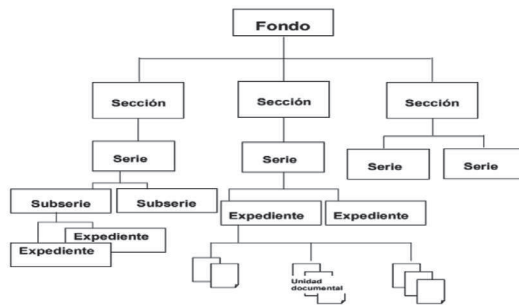 Fondo
Sección
Sección
Sección
Serie
Serie
Serie
Serie
Subserie
Subserie
Expediente
Expediente
Expediente
Expediente
Unidad
documental